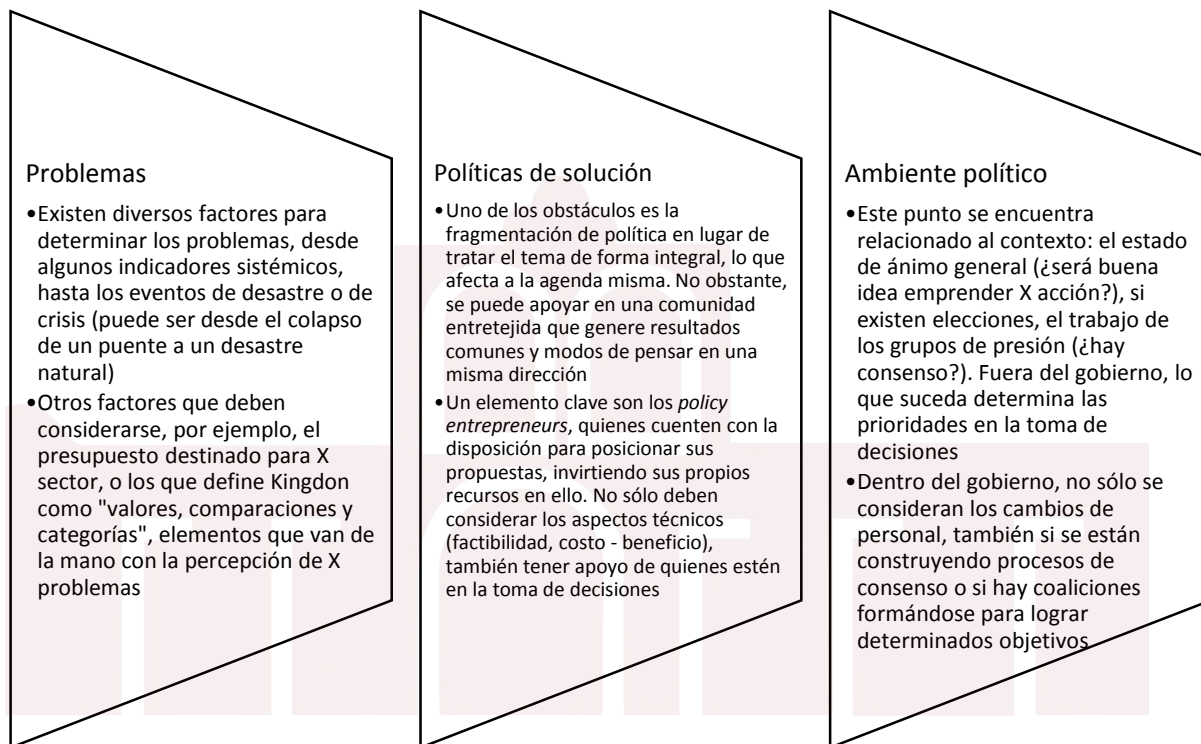 Problemas
•Existen diversos factores para
determinar los problemas, desde
algunos indicadores sistémicos,
hasta los eventos de desastre o de
crisis (puede ser desde el colapso
de un puente a un desastre
natural)
•Otros factores que deben
considerarse, por ejemplo, el
presupuesto destinado para X
sector, o los que define Kingdon
como "valores, comparaciones y
categorías", elementos que van de
la mano con la percepción de X
problemas
Políticas de solución
•Uno de los obstáculos es la
fragmentación de política en lugar de
tratar el tema de forma integral, lo que
afecta a la agenda misma. No obstante,
se puede apoyar en una comunidad
entretejida que genere resultados
comunes y modos de pensar en una
misma dirección
•Un elemento clave son los policy
entrepreneurs, quienes cuenten con la
disposición para posicionar sus
propuestas, invirtiendo sus propios
recursos en ello. No sólo deben
considerar los aspectos técnicos
(factibilidad, costo - beneficio),
también tener apoyo de quienes estén
en la toma de decisiones
Ambiente político
•Este punto se encuentra
relacionado al contexto: el estado
de ánimo general (¿será buena
idea emprender X acción?), si
existen elecciones, el trabajo de
los grupos de presión (¿hay
consenso?). Fuera del gobierno, lo
que suceda determina las
prioridades en la toma de
decisiones
•Dentro del gobierno, no sólo se
consideran los cambios de
personal, también si se están
construyendo procesos de
consenso o si hay coaliciones
formándose para lograr
determinados objetivos